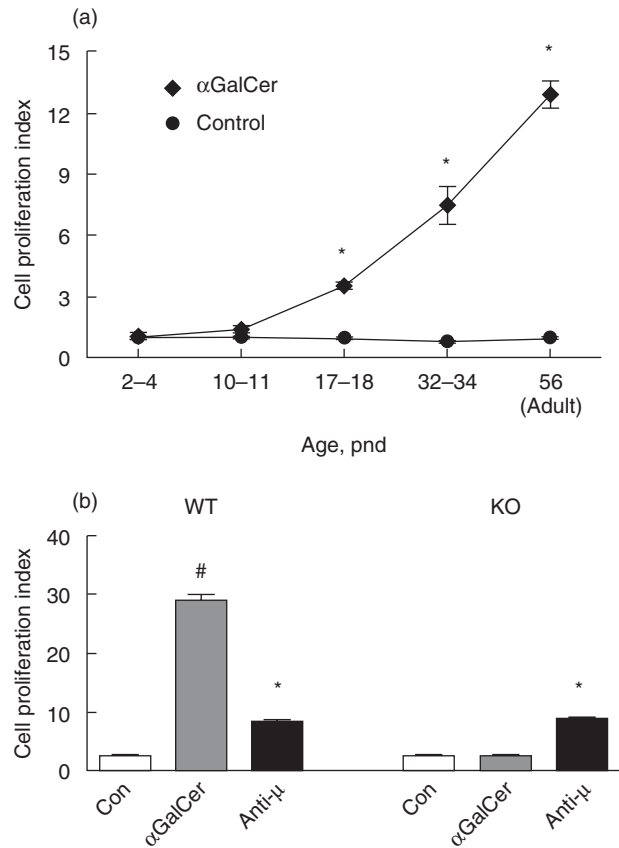 (a)
15
12
9
6
3
0
Cell proliferation index
αGalCer
Control
*
*
*
2–4
10–11
17–18
32–34
56
(Adult)
Age, pnd
(b)
WT
KO
40
30
20
10
0
Cell proliferation index
#
*
*
Con
αGalCer
Anti-μ
Con
αGalCer
Anti-μ